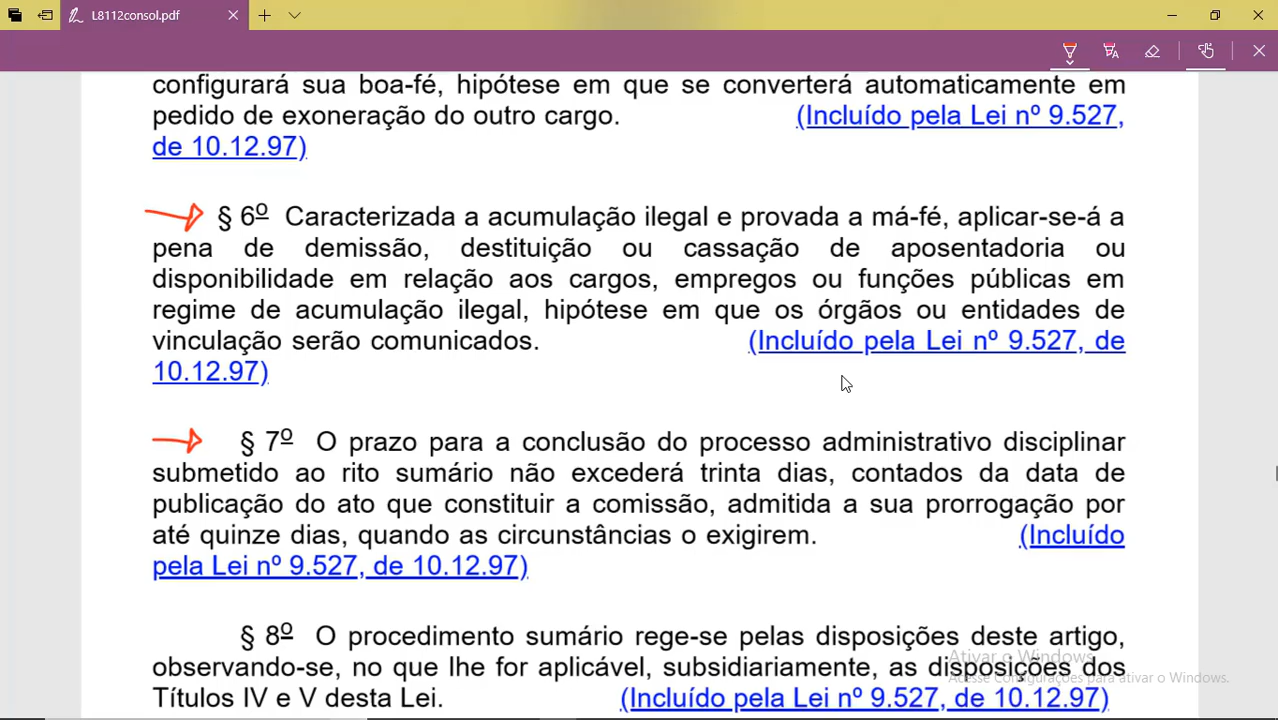 L8112consol.pdf
configurará sua boa-fé, hipótese em que se converterá automaticamente em
pedido de exoneração do outro cargo. (Incluído pela Lei nº 9.527,
de 10.12.97)
§ 6º Caracterizada a acumulação ilegal e provada a má-fé, aplicar-se-á a
pena de demissão, destituição ou cassação de aposentadoria ou
disponibilidade em relação aos cargos, empregos ou funções públicas em
regime de acumulação ilegal, hipótese em que os órgãos ou entidades de
vinculação serão comunicados. (Incluído pela Lei nº 9.527, de
10.12.97)
§ 7º O prazo para a conclusão do processo administrativo disciplinar
submetido ao rito sumário não excederá trinta dias, contados da data de
publicação do ato que constituir a comissão, admitida a sua prorrogação por
até quinze dias, quando as circunstâncias o exigirem. (Incluído
pela Lei nº 9.527, de 10.12.97)
§ 8º O procedimento sumário rege-se pelas disposições deste artigo,
observando-se, no que lhe for aplicável, subsidiariamente, as disposições dos
Títulos IV e V desta Lei. (Incluído pela Lei nº 9.527, de 10.12.97)
Ativar o Windows
Acesse Configurações para ativar o Windows.